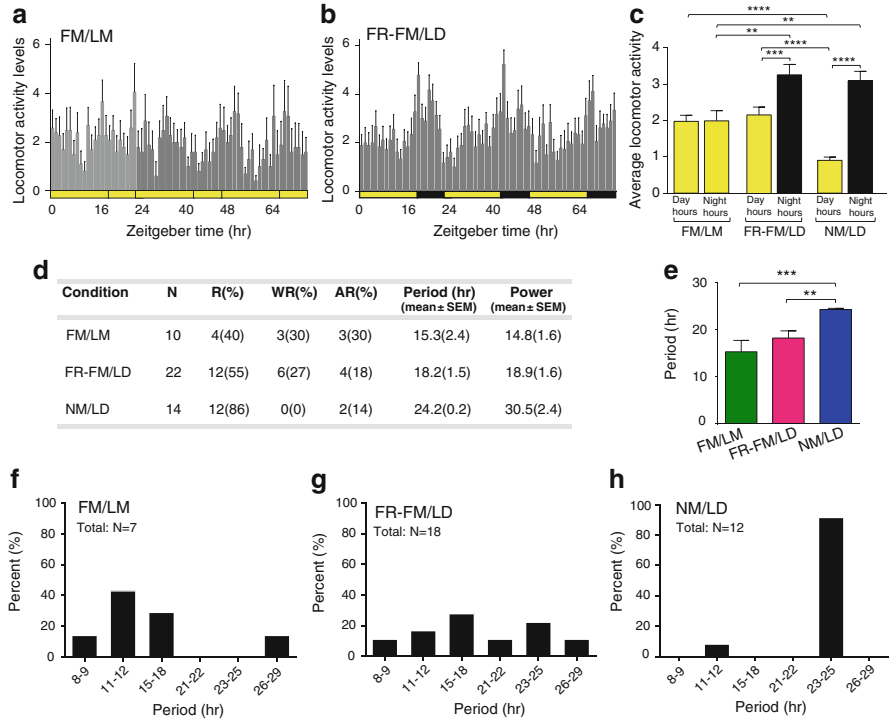 a
FM/LM
Locomotor activity levels
6
4
2
0
0 16 24 40 48 64
Zeitgeber time (hr)
b
FR-FM/LD
Locomotor activity levels
6
4
2
0
0 16 24 40 48 64
Zeitgeber time (hr)
c
Average locomotor activity
4
3
2
1
0
****
**
**
****
***
****
Day hours
Night hours
Day hours
Night hours
Day hours
Night hours
FM/LM
FR-FM/LD
NM/LD
d
Condition N R(%) WR(%) AR(%) Period (hr) Power
(mean± SEM) (mean± SEM)
FM/LM 10 4(40) 3(30) 3(30) 15.3(2.4) 14.8(1.6)
FR-FM/LD 22 12(55) 6(27) 4(18) 18.2(1.5) 18.9(1.6)
NM/LD 14 12(86) 0(0) 2(14) 24.2(0.2) 30.5(2.4)
e
Period (hr)
30
20
10
0
***
**
FM/LM
FR-FM/LD
NM/LD
f
FM/LM
Total: N=7
Percent (%)
100
80
60
40
20
0
8-9 11-12 15-18 21-22 23-25 26-29
Period (hr)
g
FR-FM/LD
Total: N=18
Percent (%)
100
80
60
40
20
0
8-9 11-12 15-18 21-22 23-25 26-29
Period (hr)
h
NM/LD
Total: N=12
Percent (%)
100
80
60
40
20
0
8-9 11-12 15-18 21-22 23-25 26-29
Period (hr)